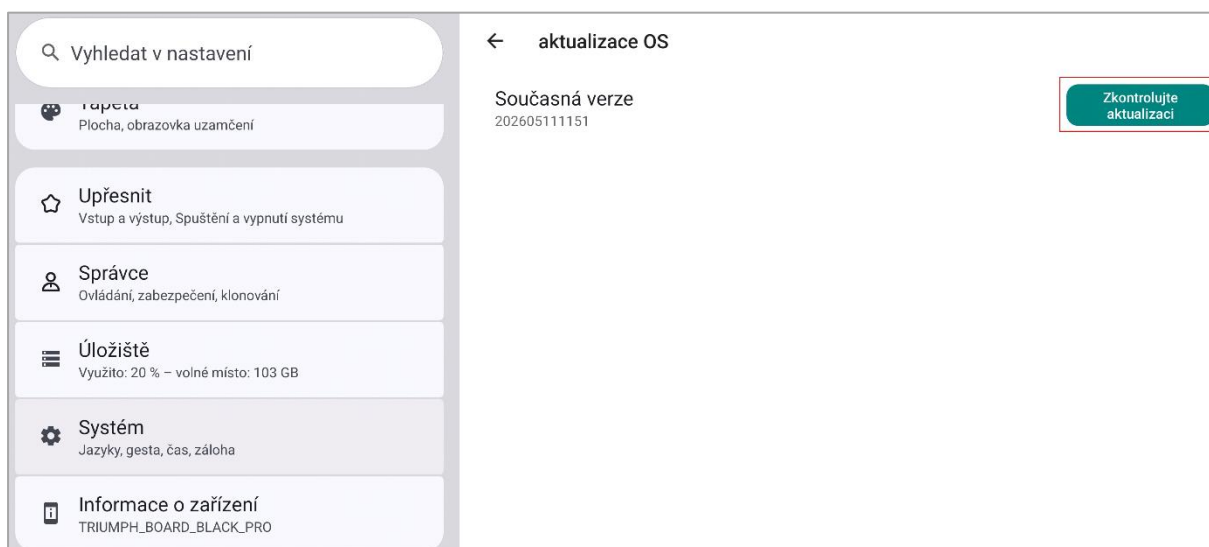 Vyhledat v nastavení
Tapeta
Plocha, obrazovka uzamčení
Upřesnit
Vstup a výstup, Spuštění a vypnutí systému
Správce
Ovládání, zabezpečení, klonování
Úložiště
Využito: 20 % – volné místo: 103 GB
Systém
Jazyky, gesta, čas, záloha
Informace o zařízení
TRIUMPH_BOARD_BLACK_PRO
aktualizace OS
Současná verze
202605111151
Zkontrolujte
aktualizaci